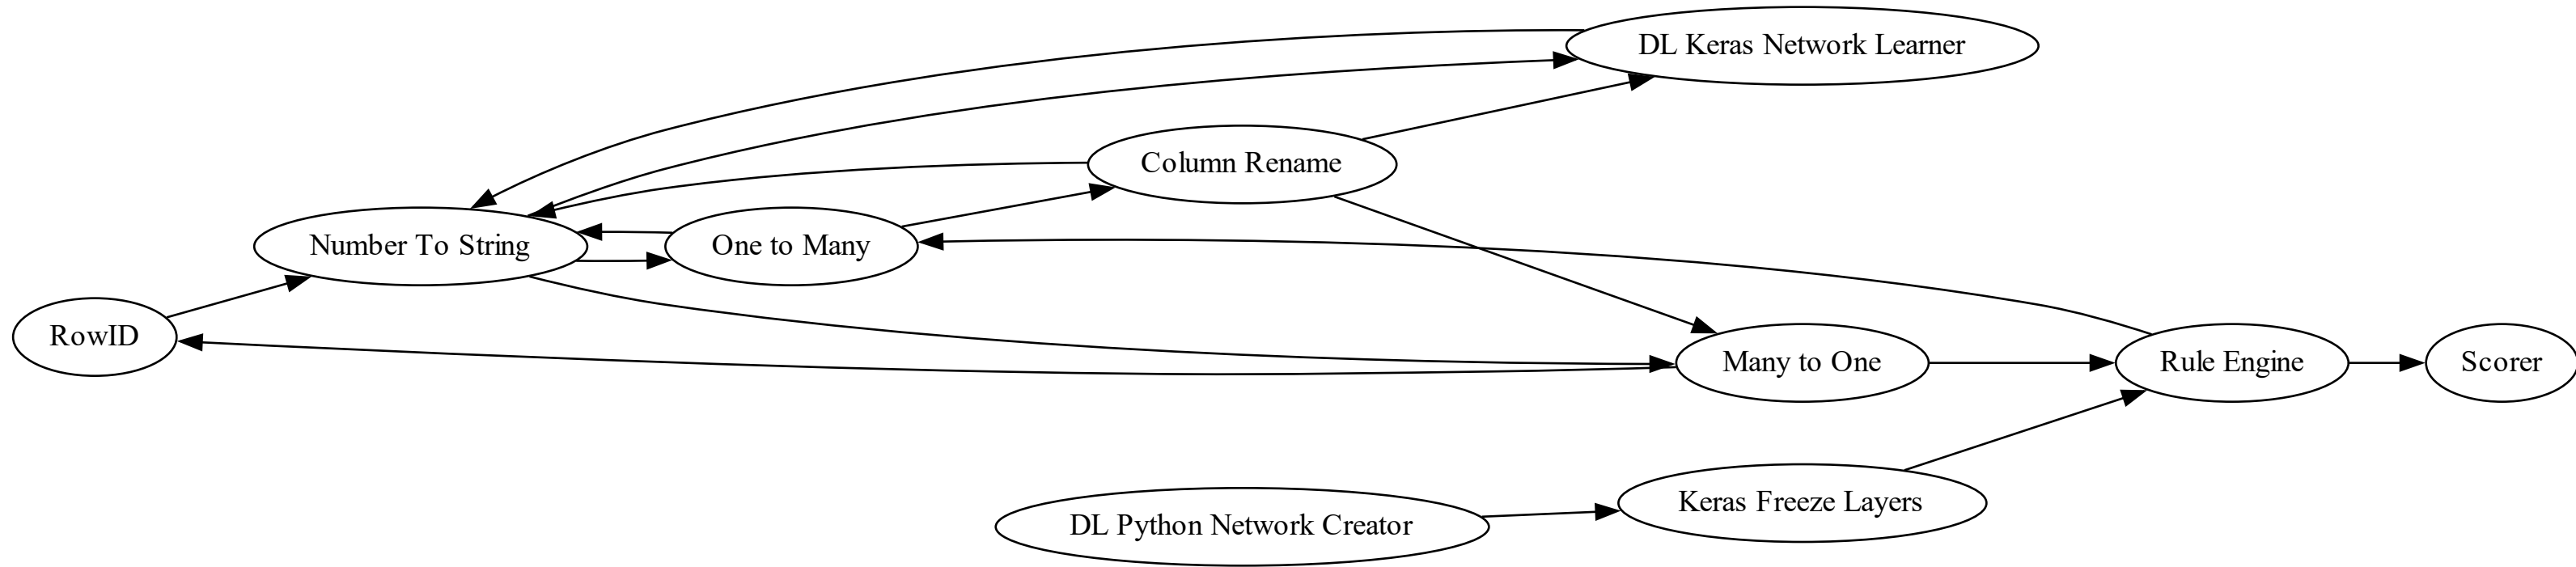 DL Keras Network Learner
Column Rename
Number To String
One to Many
RowID
Many to One
Rule Engine
Scorer
Keras Freeze Layers
DL Python Network Creator